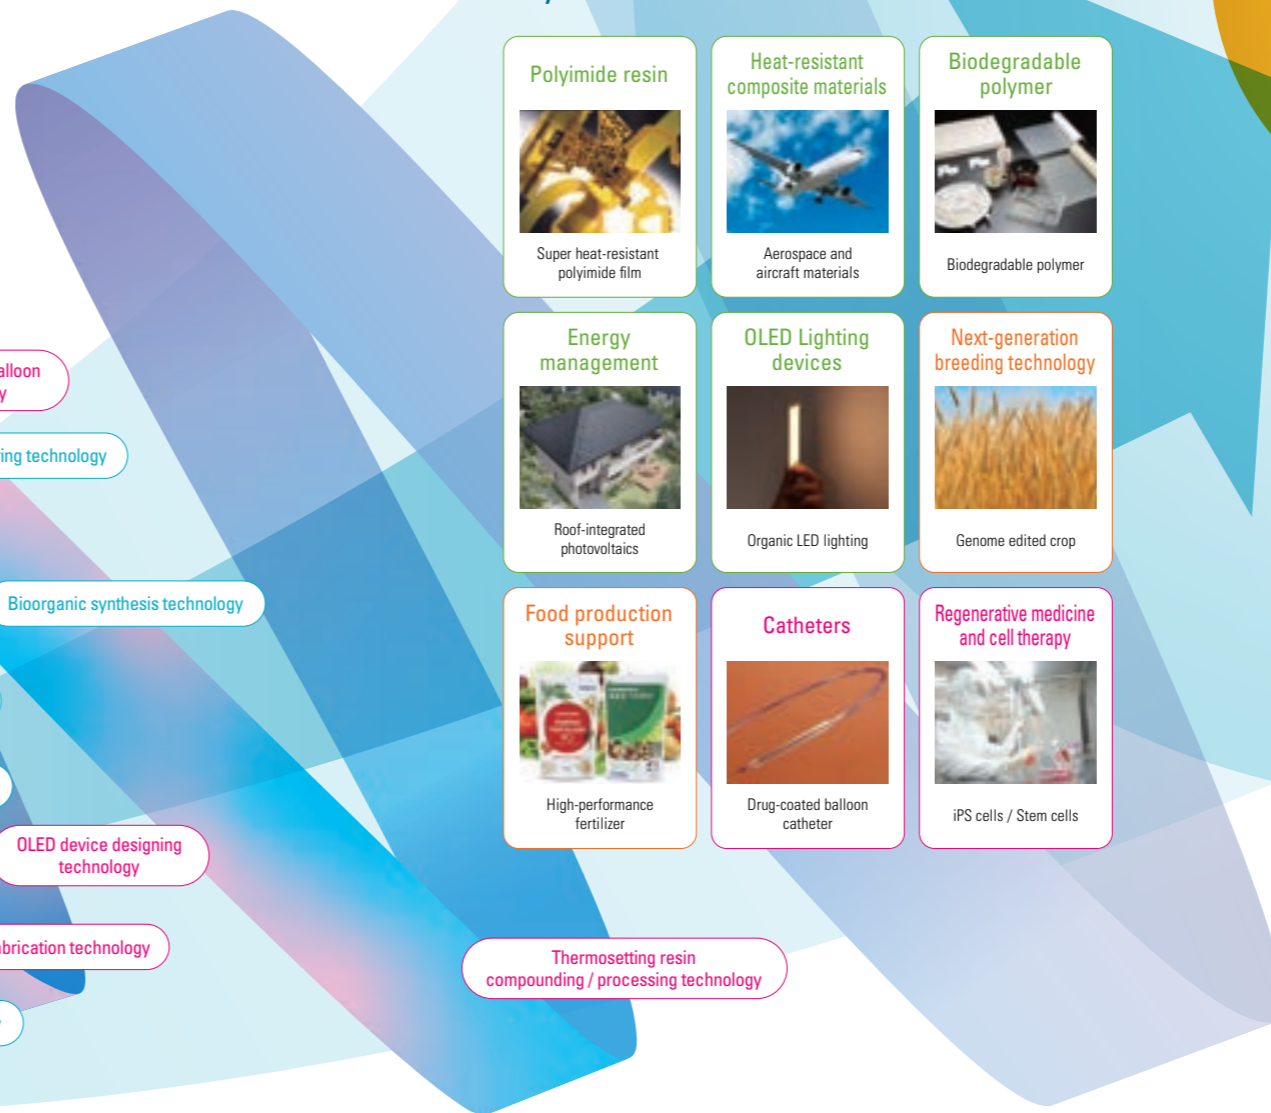 Polyimide resin
Super heat-resistant
polyimide film
Heat-resistant
composite materials
Aerospace and
aircraft materials
Biodegradable
polymer
Biodegradable polymer
Energy
management
Roof-integrated
photovoltaics
OLED Lighting
devices
Organic LED lighting
Next-generation
breeding technology
Genome edited crop
Food production
support
High-performance
fertilizer
Catheters
Drug-coated balloon
catheter
Regenerative medicine
and cell therapy
iPS cells / Stem cells
technology
Bioorganic synthesis technology
OLED device designing
technology
technology
Thermosetting resin
compounding / processing technology